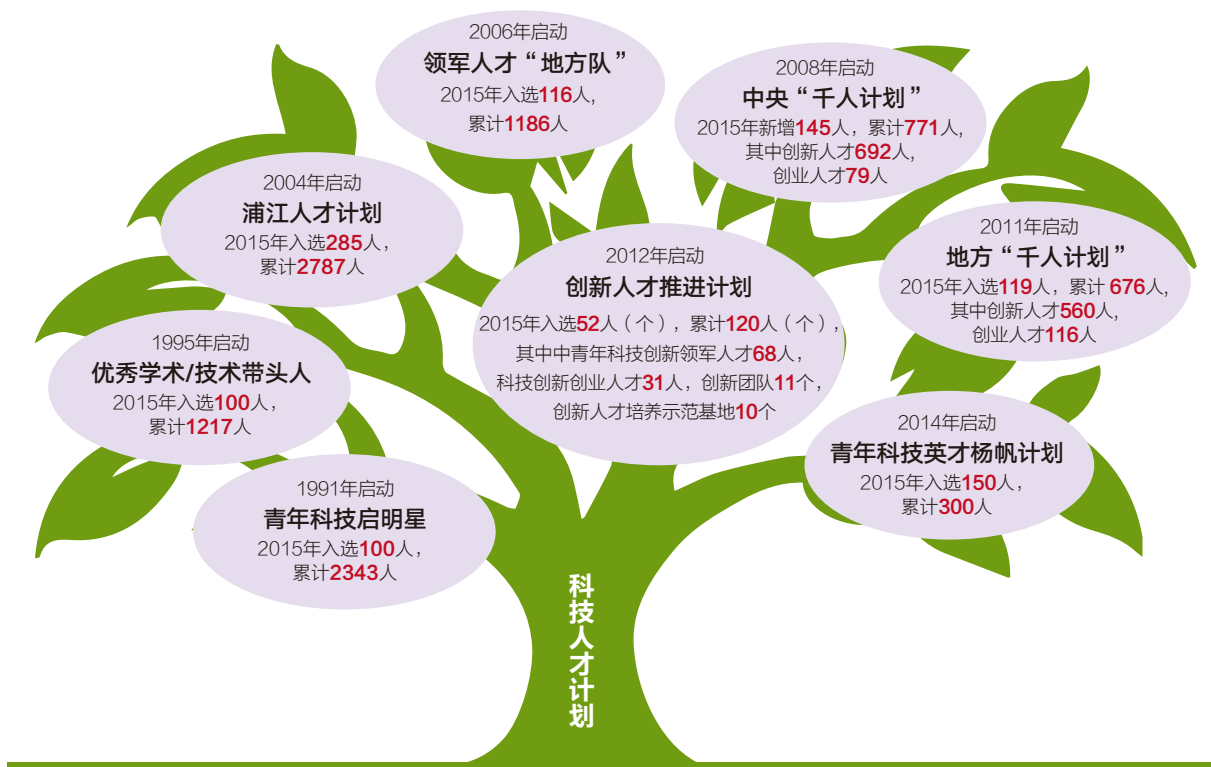 2006年启动
领军人才“地方队”
2015年入选116人,
累计1186人
2008年启动
中央“千人计划”
2015年新增145人，累计771人,
其中创新人才692人,
创业人才79人
2004年启动
浦江人才计划
2015年入选285人，
累计2787人
2012年启动
创新人才推进计划
2015年入选52人（个），累计120人（个），
其中中青年科技创新领军人才68人，
科技创新创业人才31人，创新团队11个，
创新人才培养示范基地10个
2011年启动
地方“千人计划”
2015年入选119人，累计 676人,
其中创新人才560人,
创业人才116人
1995年启动
优秀学术/技术带头人
2015年入选100人，
累计1217人
2014年启动
青年科技英才杨帆计划
2015年入选150人，
累计300人
1991年启动
青年科技启明星
2015年入选100人，
累计2343人
科技人才计划